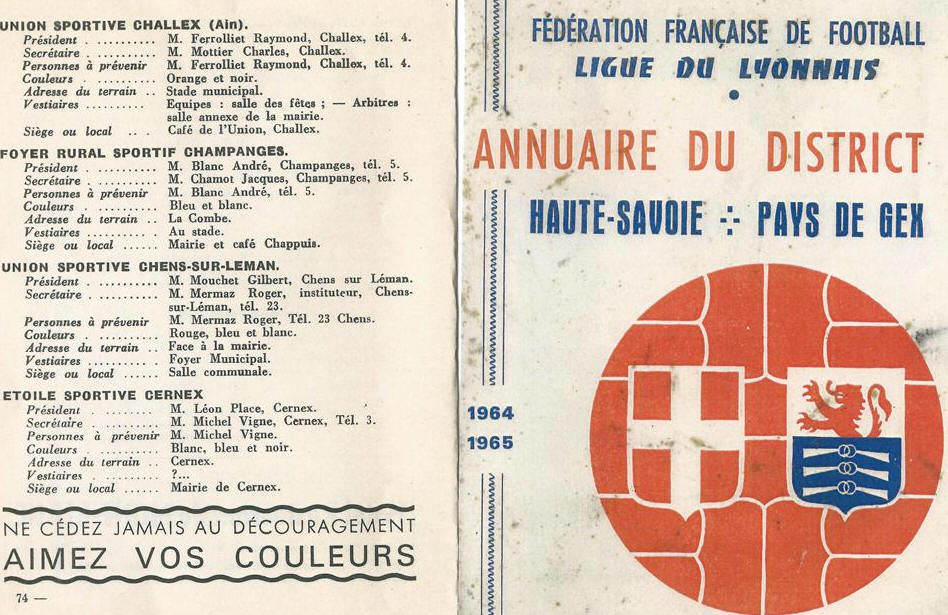 UNION SPORTIVE CHALLEX (Ain).
Président . .......... M. Ferrolliet Raymond, Challex, tél. 4.
Secrétaire . .......... M. Mottier Charles, Challex.
Personnes à prévenir M. Ferrolliet Raymond, Challex, tél. 4.
Couleurs . .......... Orange et noir.
Adresse du terrain .. Stade municipal.
Vestiaires .......... Equipes : salle des fêtes ; — Arbitres :
salle annexe de la mairie.
Siège ou local .. . Café de l'Union, Challex.
FOYER RURAL SPORTIF CHAMPANGES.
Président . .......... M. Blanc André, Champanges, tél. 5.
Secrétaire . .......... M. Chanot Jacques, Champanges, tél. 5.
Personnes à prévenir M. Blanc André, tél. 5.
Couleurs . .......... Bleu et blanc.
Adresse du terrain .. La Combe.
Vestiaires .......... Au stade.
Siège ou local ...... Mairie et café Chappuis.
UNION SPORTIVE CHENS-SUR-LEMAN.
Président . .......... M. Mouchet Gilbert, Chens sur Léman.
Secrétaire . .......... M. Mermaz Roger, instituteur, Chens-
sur-Léman, tél. 23.
Personnes à prévenir M. Mermaz Roger, Tél. 23 Chens.
Couleurs . .......... Rouge, bleu et blanc.
Adresse du terrain .. Face à la mairie.
Vestiaires .......... Foyer Municipal.
Siège ou local ...... Salle communale.
ETOILE SPORTIVE CERNEX
Président . ........ M. Léon Place, Cernex.
Secrétaire . ........ M. Michel Vigne, Cernex, Tél. 3.
Personnes à prévenir M. Michel Vigne.
Couleurs . ......... Blanc, bleu et noir.
Adresse du terrain .. Cernex.
Vestiaires .......... ?...
Siège ou local ...... Mairie de Cernex.
NE CÉDEZ JAMAIS AU DÉCOURAGEMENT
AIMEZ VOS COULEURS
74 —
FÉDÉRATION FRANÇAISE DE FOOTBALL
LIGUE DU LYONNAIS
ANNUAIRE DU DISTRICT
HAUTE-SAVOIE PAYS DE GEX
1964
1965